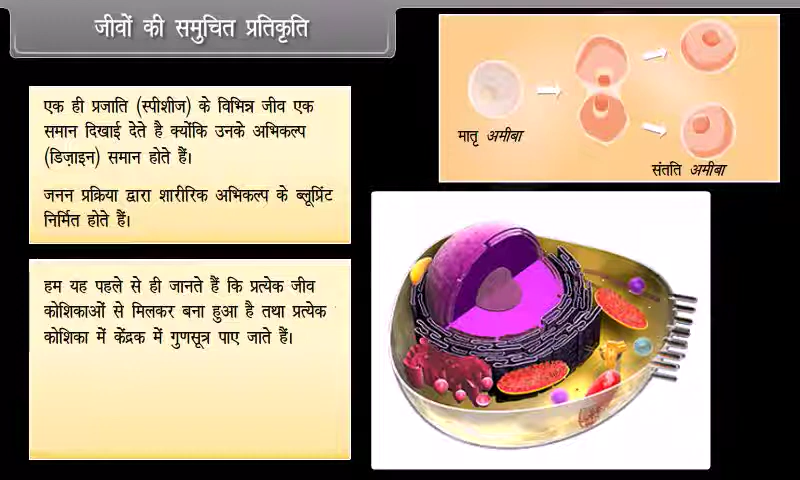 जीवों की समुचित प्रतिकृति
एक ही प्रजाति (स्पीशीज) के विभिन्न जीव एक
समान दिखाई देते है क्योंकि उनके अभिकल्प
(डिज़ाइन) समान होते हैं।
जनन प्रक्रिया द्वारा शारीरिक अभिकल्प के ब्लूप्रिंट
निर्मित होते हैं।
हम यह पहले से ही जानते हैं कि प्रत्येक जीव
कोशिकाओं से मिलकर बना हुआ है तथा प्रत्येक
कोशिका में केंद्रक में गुणसूत्र पाए जाते हैं।
मातृ अमीबा
संतति अमीबा